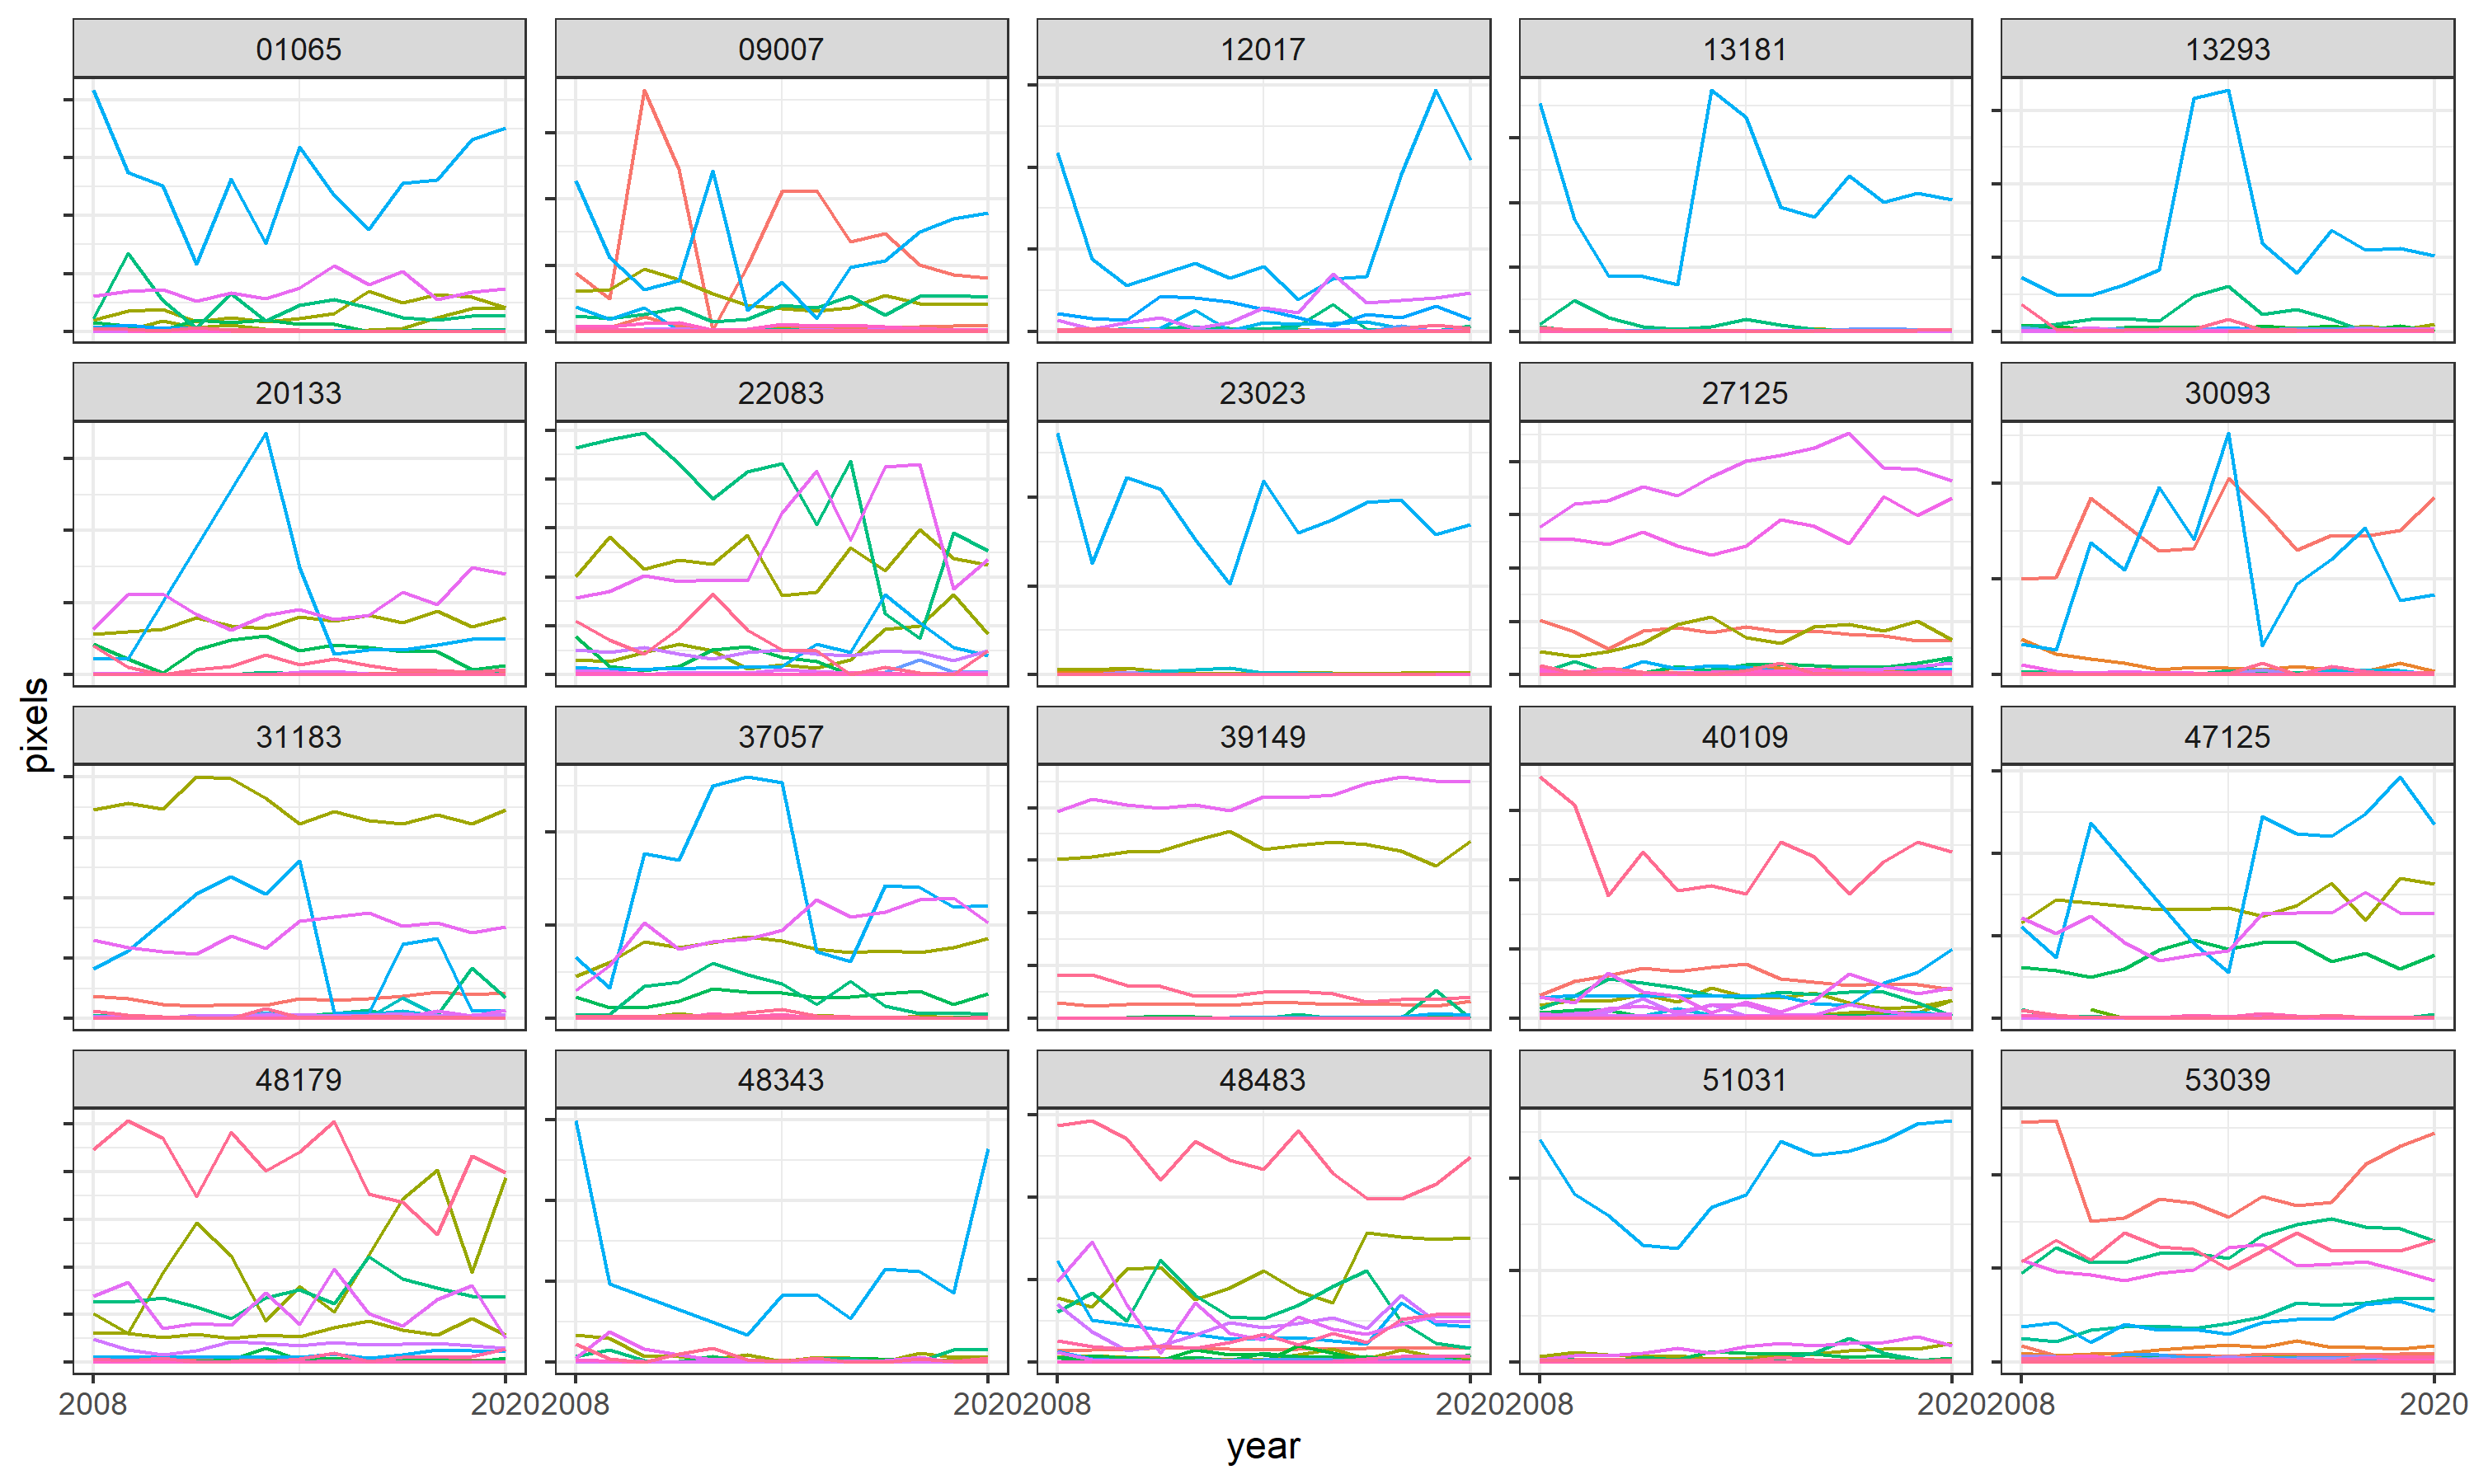 01065 09007 12017 13181 13293
20133 22083 23023 27125 30093
pixels
31183 37057 39149 40109 47125
48179 48343 48483 51031 53039
2008 2020 2008 2020 2008 2020 2008 2020 2008 2020
year